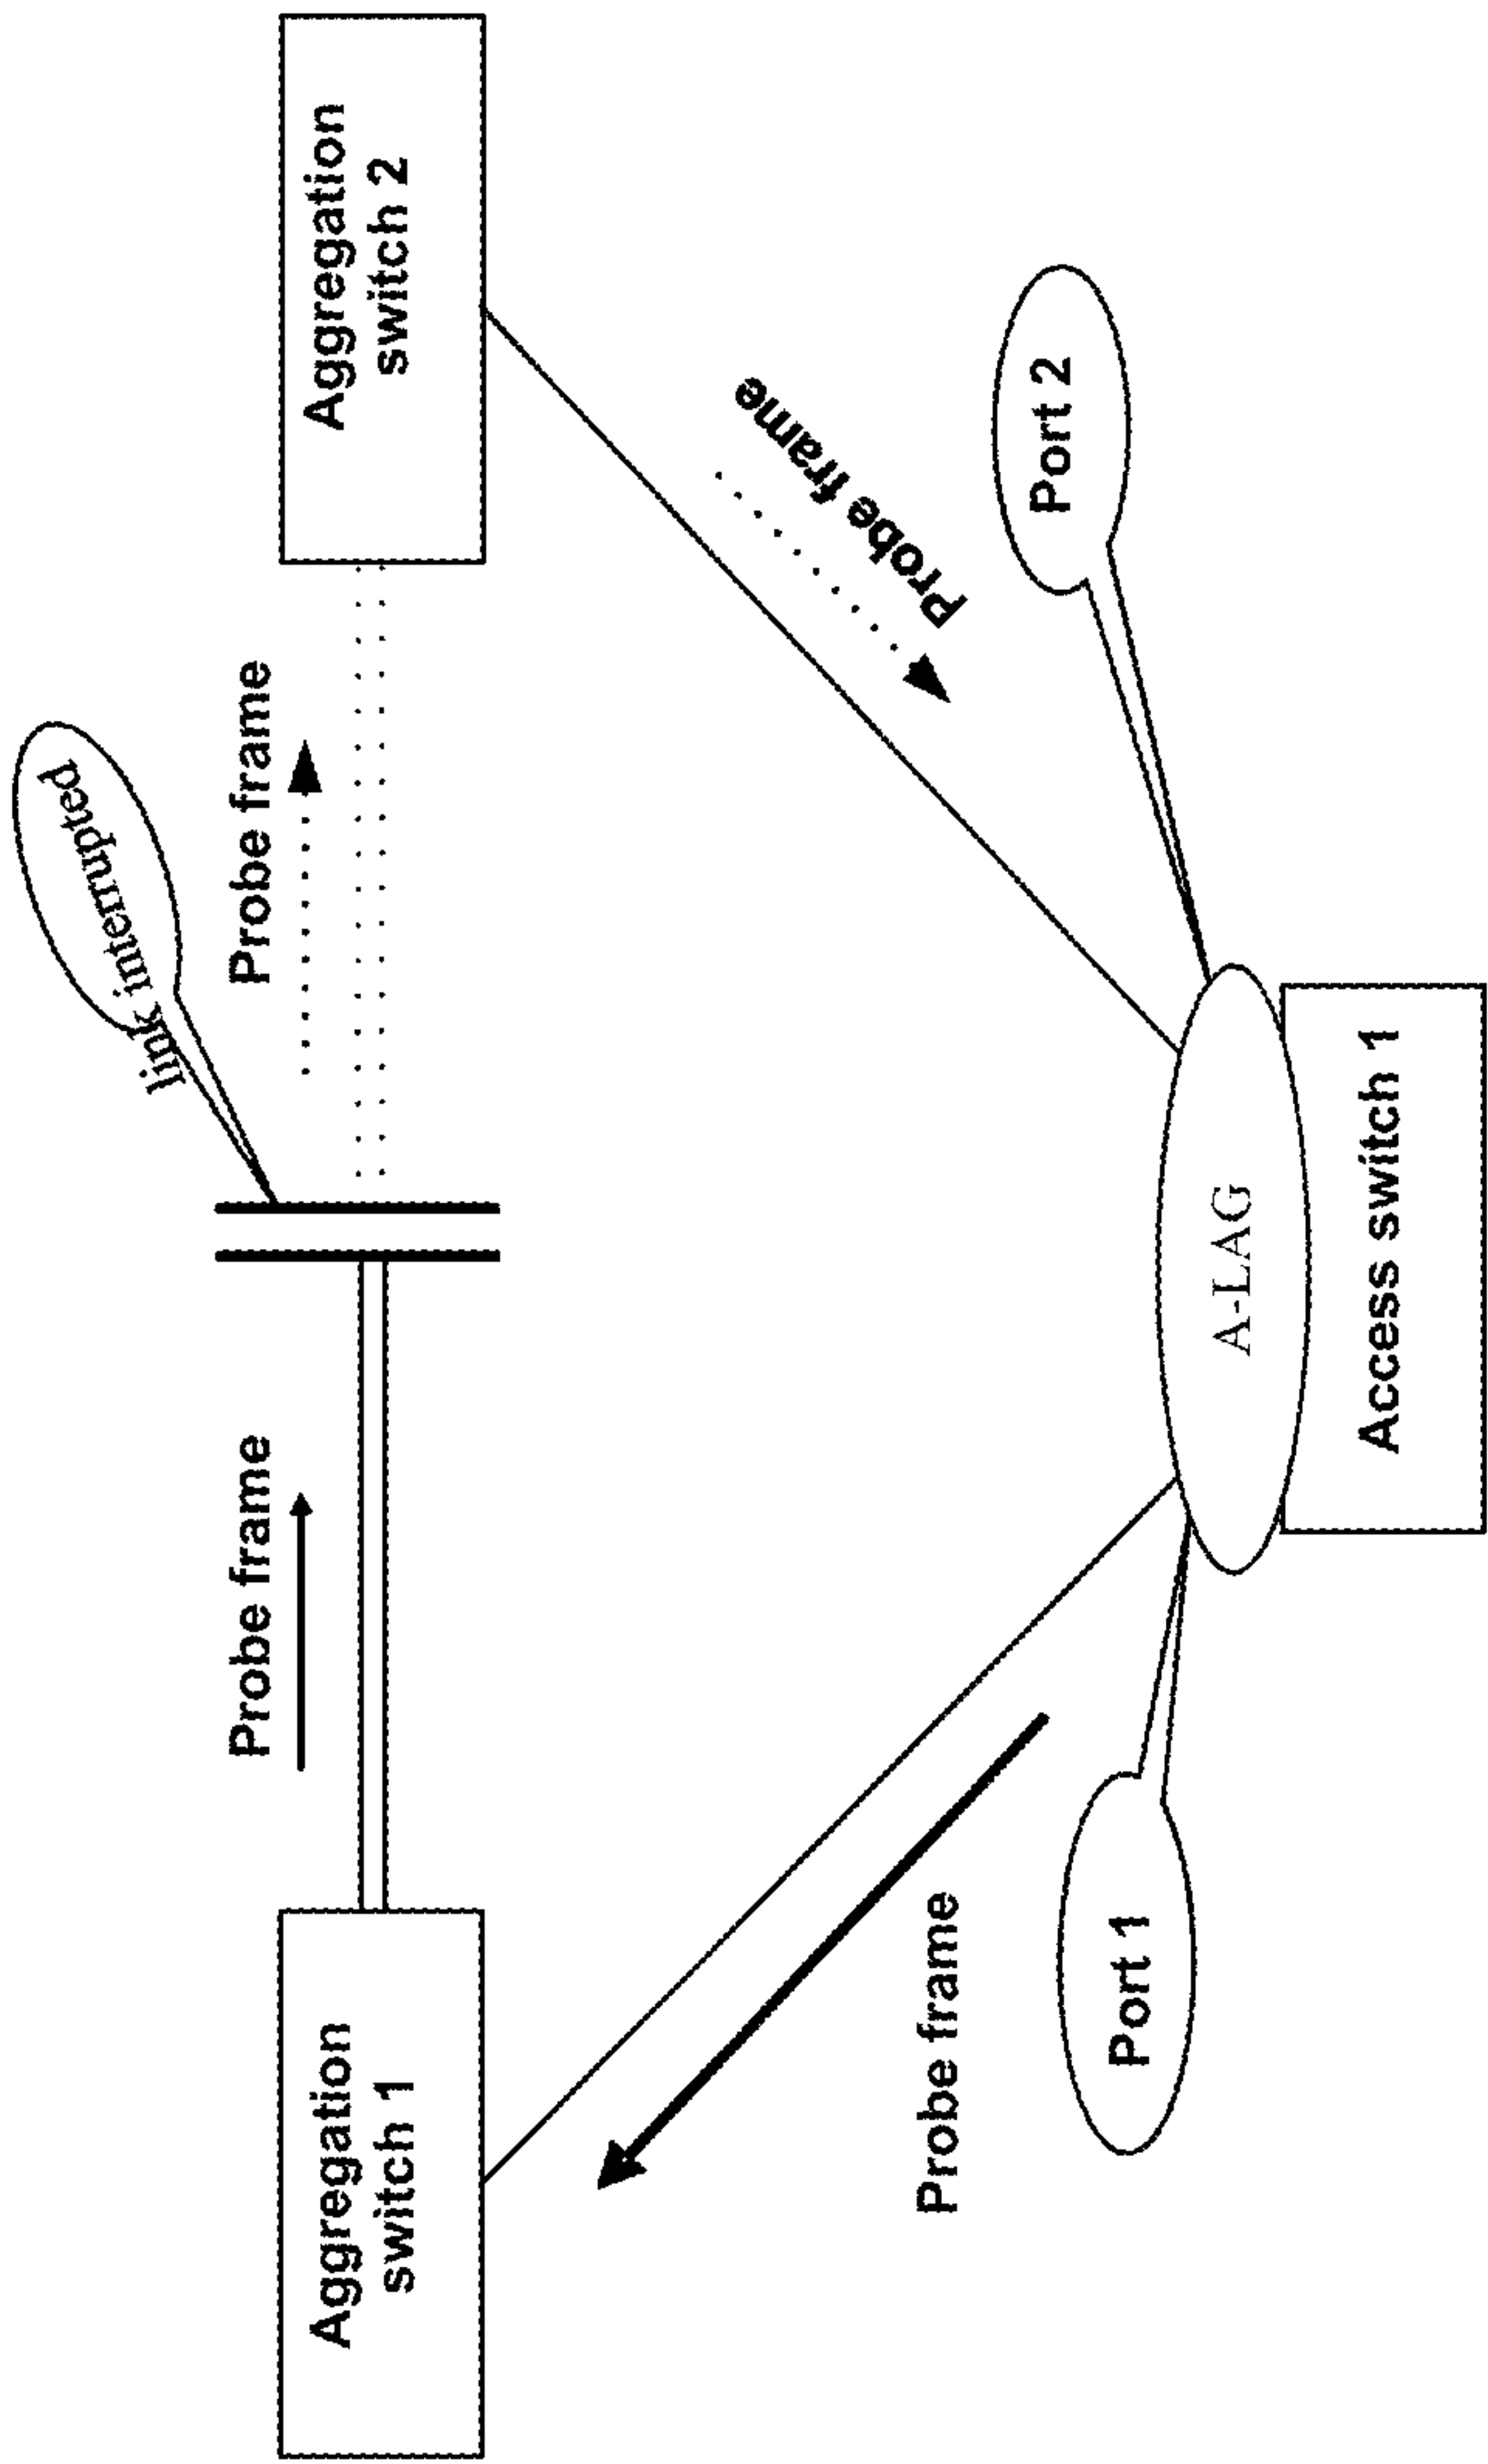 link interrupted
Probe frame
Probe frame
Aggregation
switch 1
Aggregation
switch 2
Probe frame
Probe frame
Port 1
Port 2
A-LAG
Access switch 1